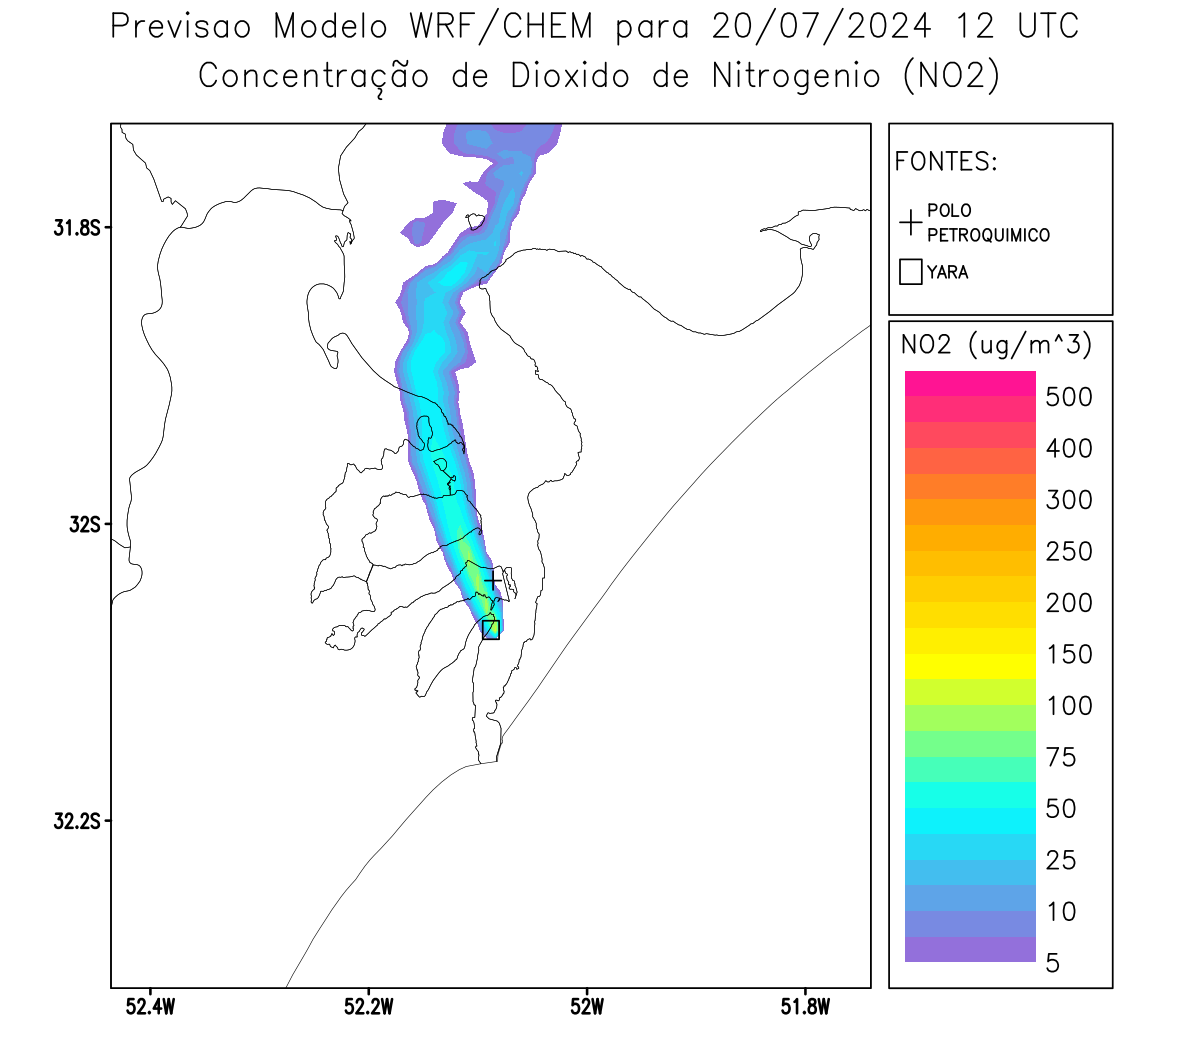 Previsao Modelo WRF/CHEM para 20/07/2024 12 UTC
Concentração de Dioxido de Nitrogenio (NO2)
FONTES:
POLO
PETROQUIMICO
YARA
NO2 (ug/m^3)
500
400
300
250
200
150
100
75
50
25
10
5
31.8S
32S
32.2S
52.4W
52.2W
52W
51.8W